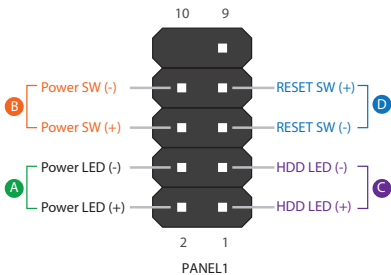 10 9
Power SW (-) RESET SW (+)
B D
Power SW (+) RESET SW (-)
Power LED (-) HDD LED (-)
A C
Power LED (+) HDD LED (+)
2 1
PANEL1